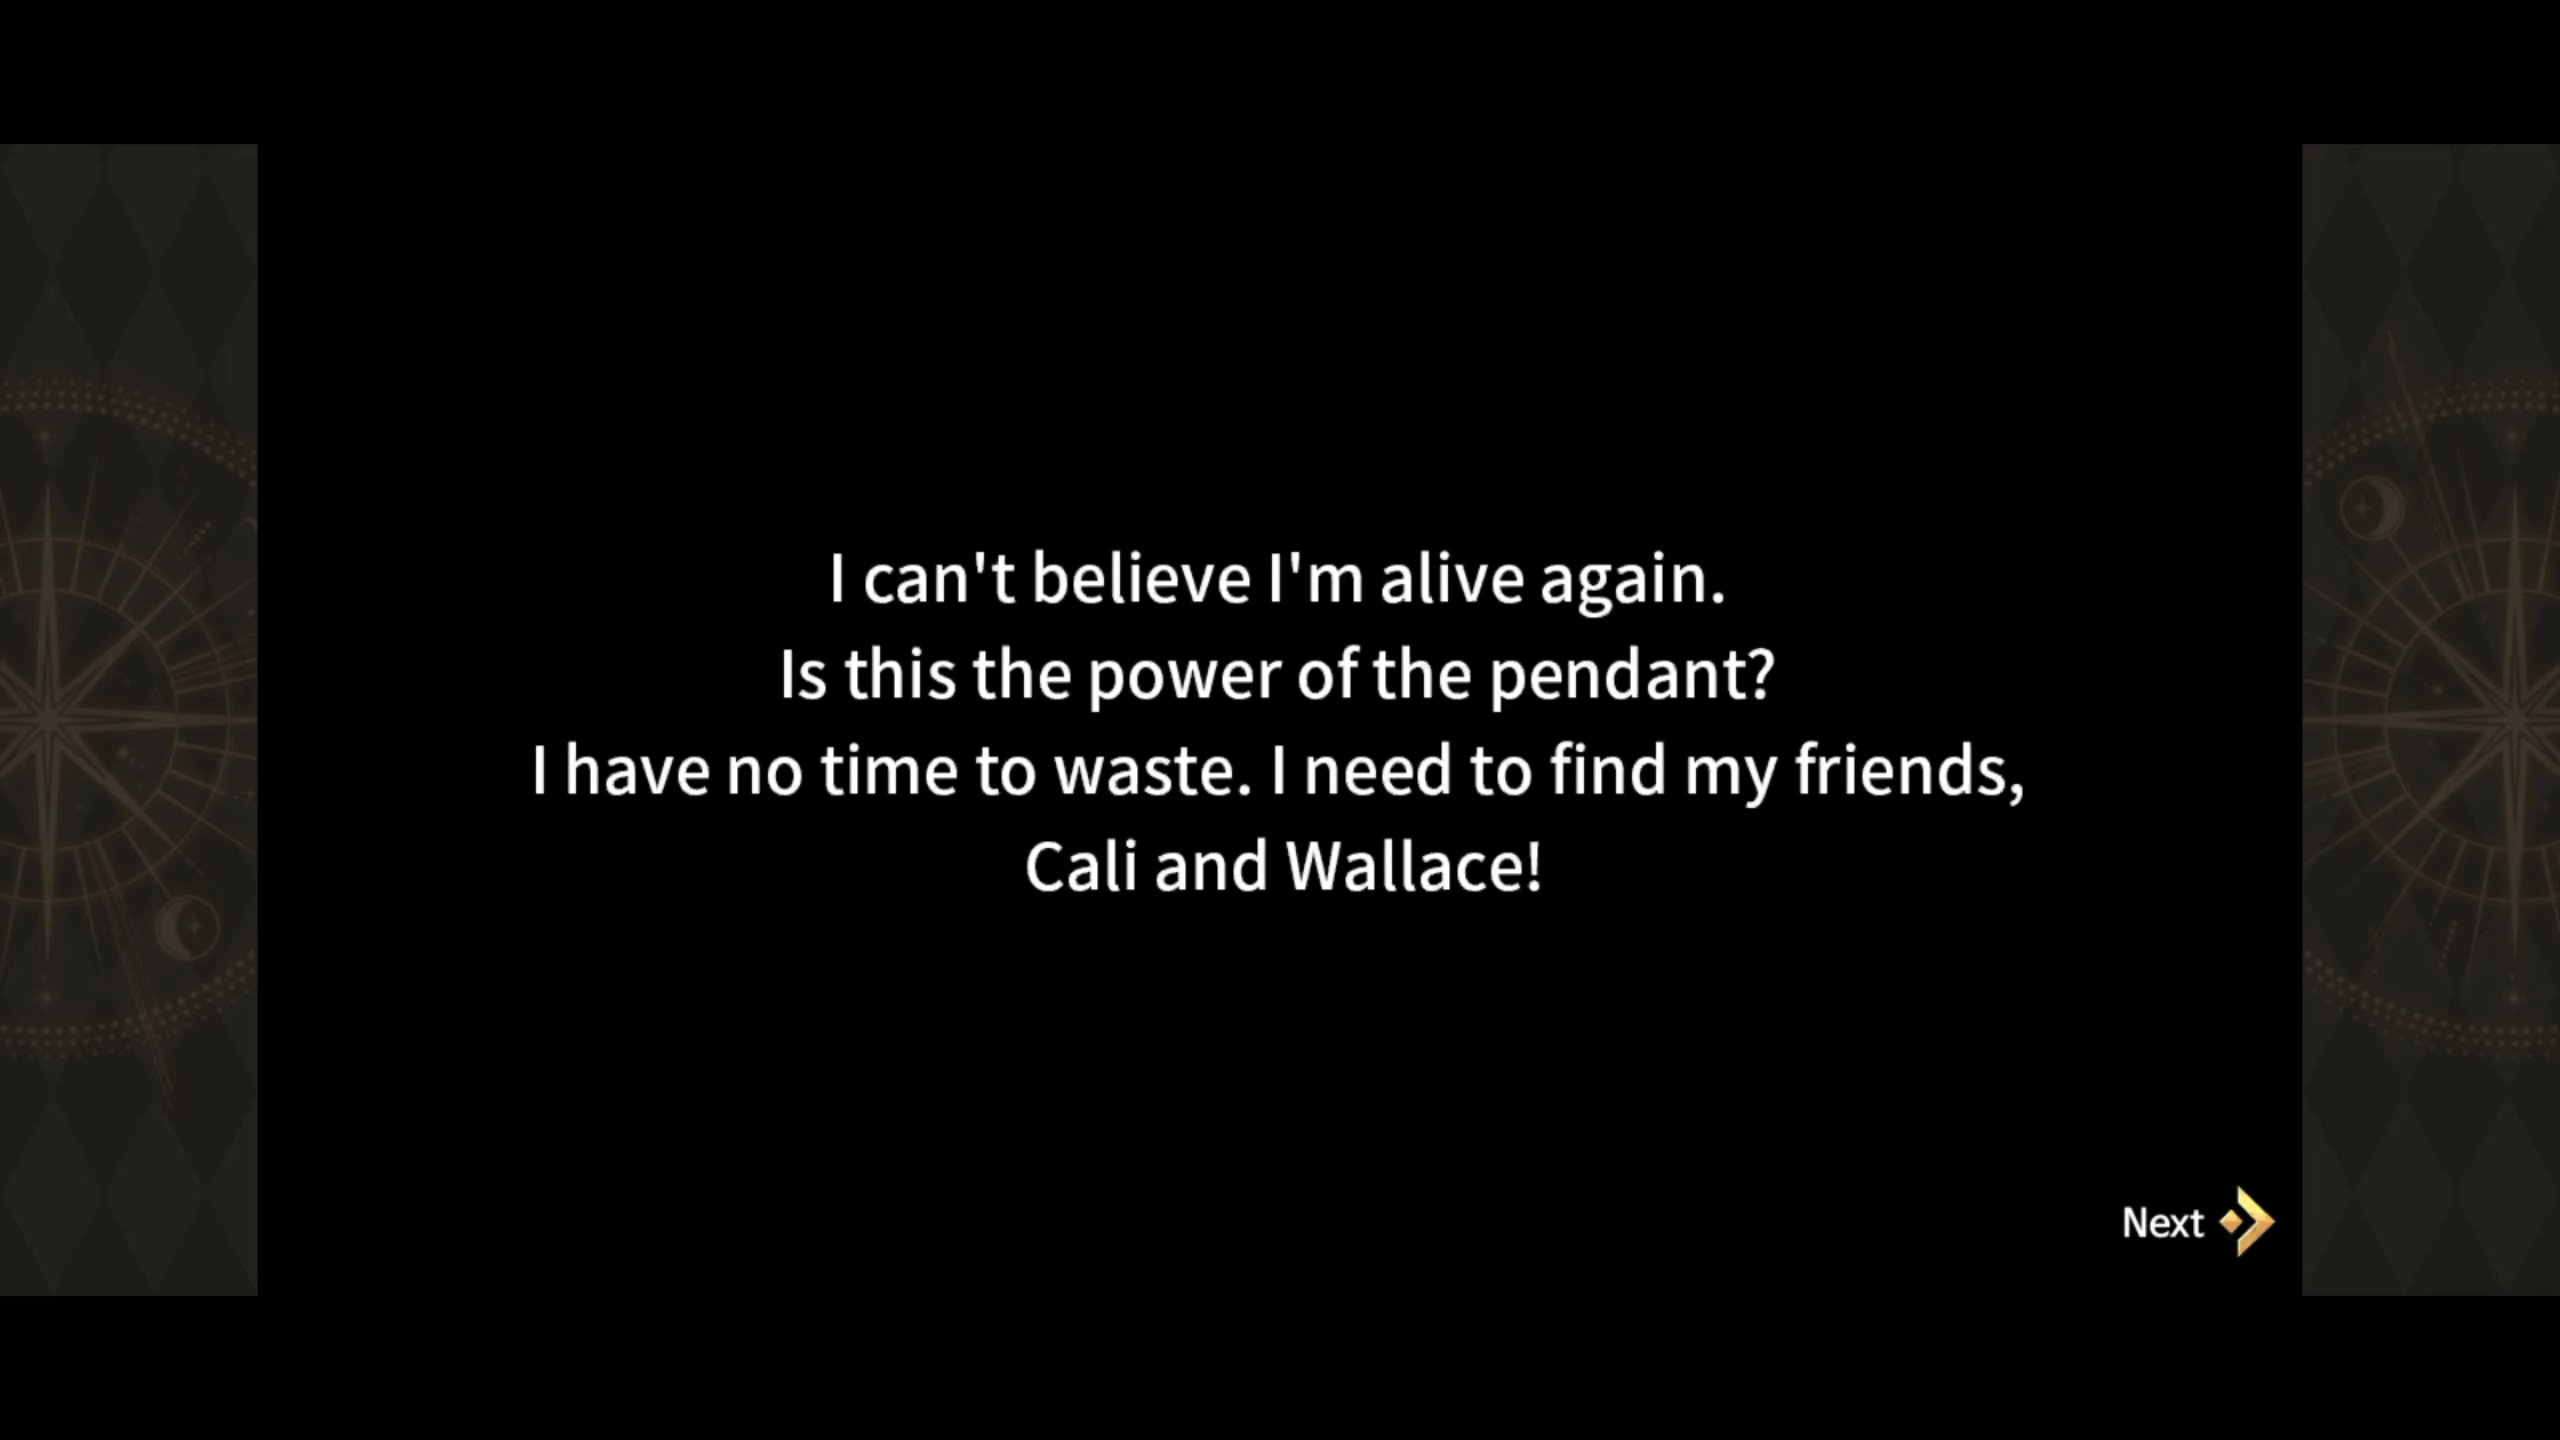 I can't believe I'm alive again.
Is this the power of the pendant?
I have no time to waste. I need to find my friends,
Cali and Wallace!
Next